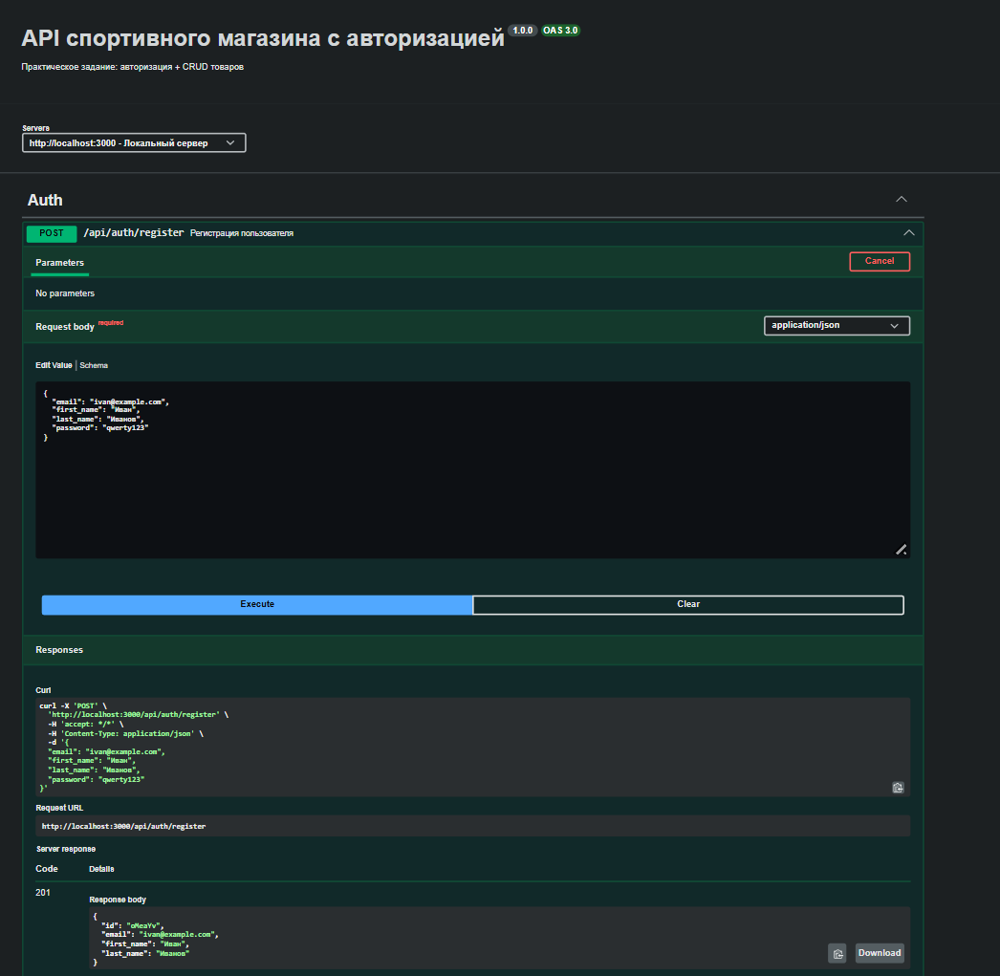 API спортивного магазина с авторизацией 1.0.0 OAS 3.0
Практическое задание: авторизация + CRUD товаров
Servers
http://localhost:3000 - Локальный сервер
Auth
POST /api/auth/register Регистрация пользователя
Parameters Cancel
No parameters
Request body required application/json
Edit Value | Schema
{
  "email": "ivan@example.com",
  "first_name": "Иван",
  "last_name": "Иванов",
  "password": "qwerty123"
}
Execute Clear
Responses
Curl
curl -X 'POST' \
  'http://localhost:3000/api/auth/register' \
  -H 'accept: */*' \
  -H 'Content-Type: application/json' \
  -d '{
  "email": "ivan@example.com",
  "first_name": "Иван",
  "last_name": "Иванов",
  "password": "qwerty123"
}'
Request URL
http://localhost:3000/api/auth/register
Server response
Code Details
201
Response body
{
  "id": "oMeaYv",
  "email": "ivan@example.com",
  "first_name": "Иван",
  "last_name": "Иванов"
}
Download